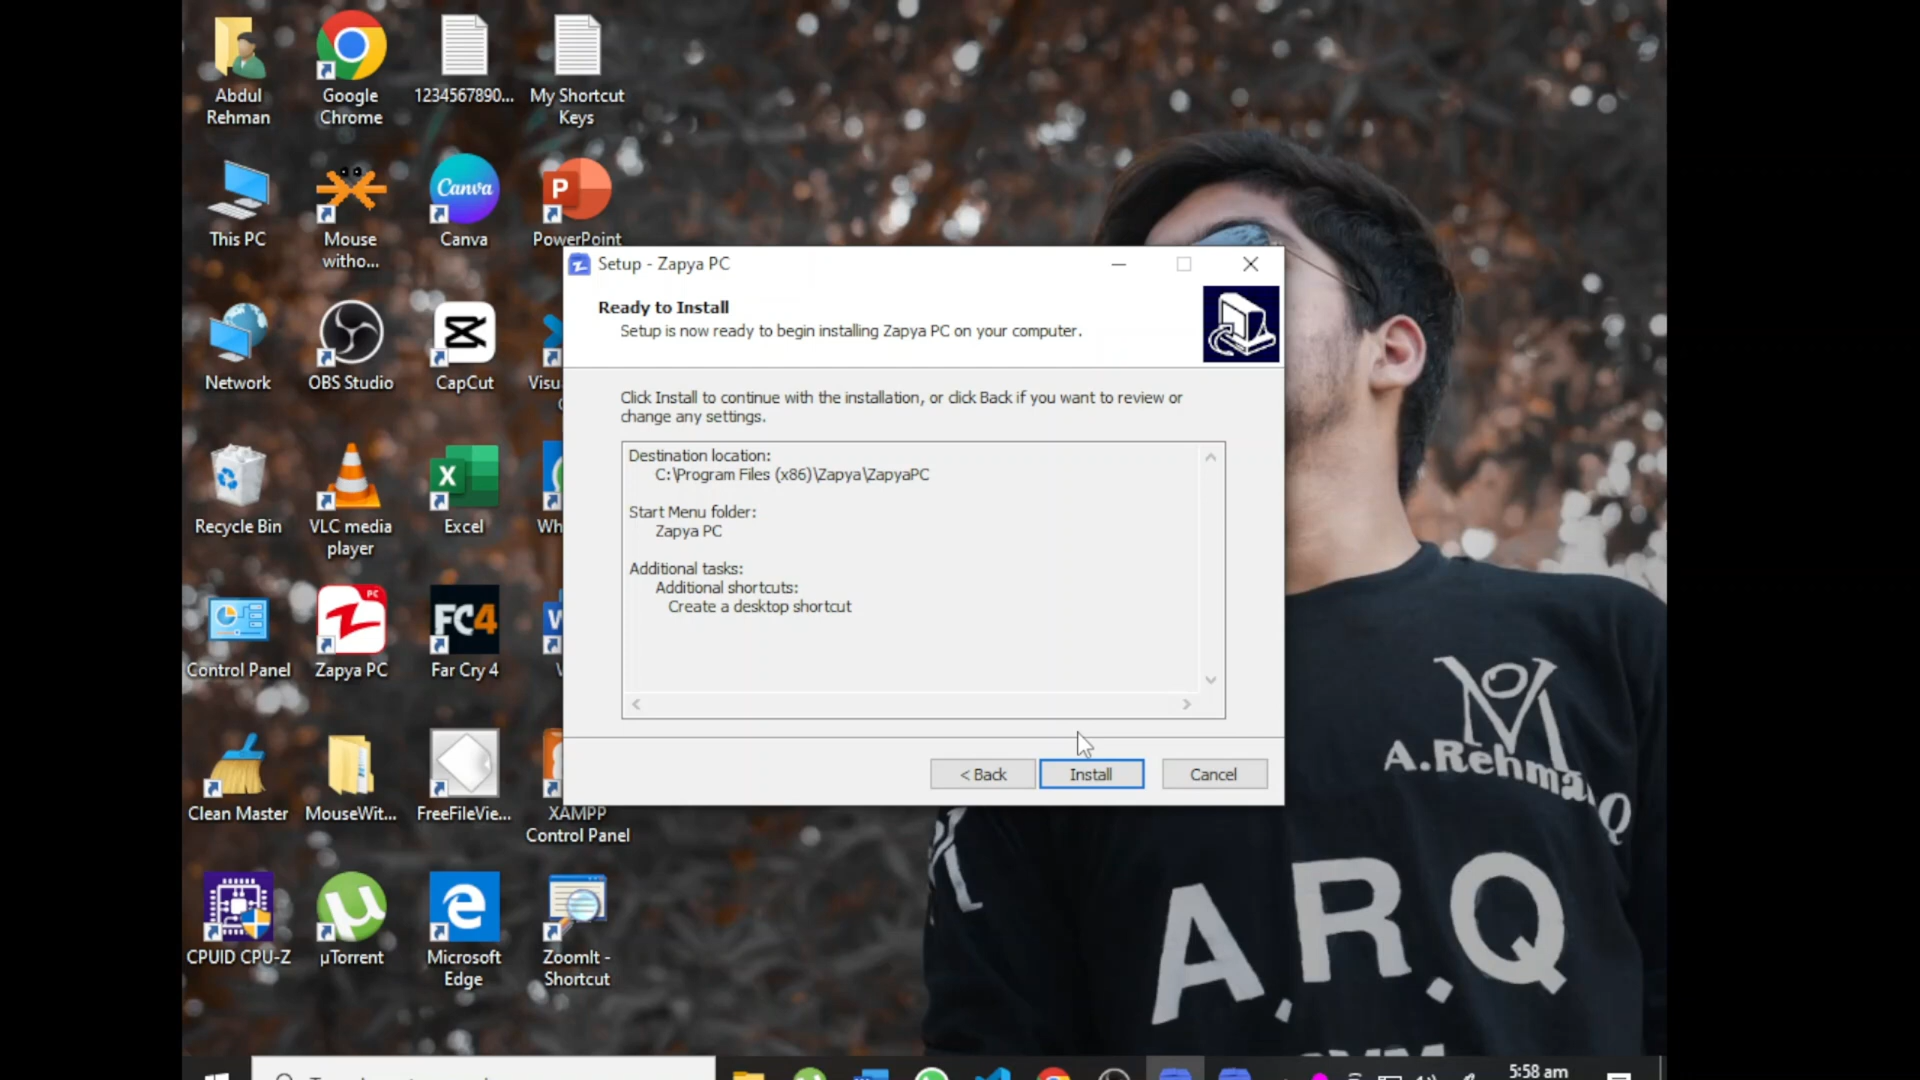 Abdul
Rehman
Google
Chrome
1234567890...
My Shortcut
Keys
This PC
Mouse
witho...
Canva
Canva
P
PowerPoint
Network
OBS Studio
CapCut
Recycle Bin
VLC media
player
X
Excel
Control Panel
PC
Zapya PC
FC4
Far Cry 4
Clean Master
MouseWit...
FreeFileVie...
XAMPP
Control Panel
CPUID CPU-Z
µ
µTorrent
Microsoft
Edge
ZoomIt -
Shortcut
Setup - Zapya PC
Ready to Install
Setup is now ready to begin installing Zapya PC on your computer.
Click Install to continue with the installation, or click Back if you want to review or
change any settings.
Destination location:
C:\Program Files (x86)\Zapya\ZapyaPC
Start Menu folder:
Zapya PC
Additional tasks:
Additional shortcuts:
Create a desktop shortcut
< Back
Install
Cancel
A.R.Q
5:58 am